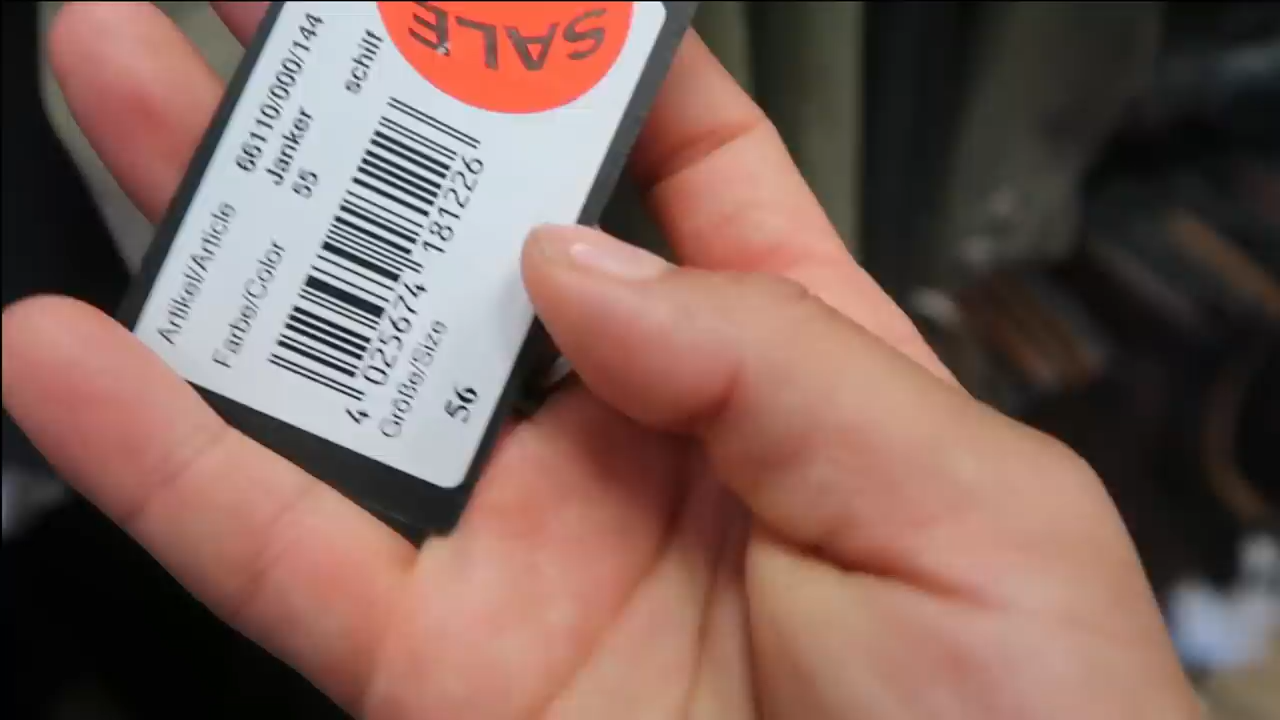 SALE
Artikel/Article 66110/000/144
Janker
Farbe/Color 55 schilf
4 025674 181226
Größe/Size
56